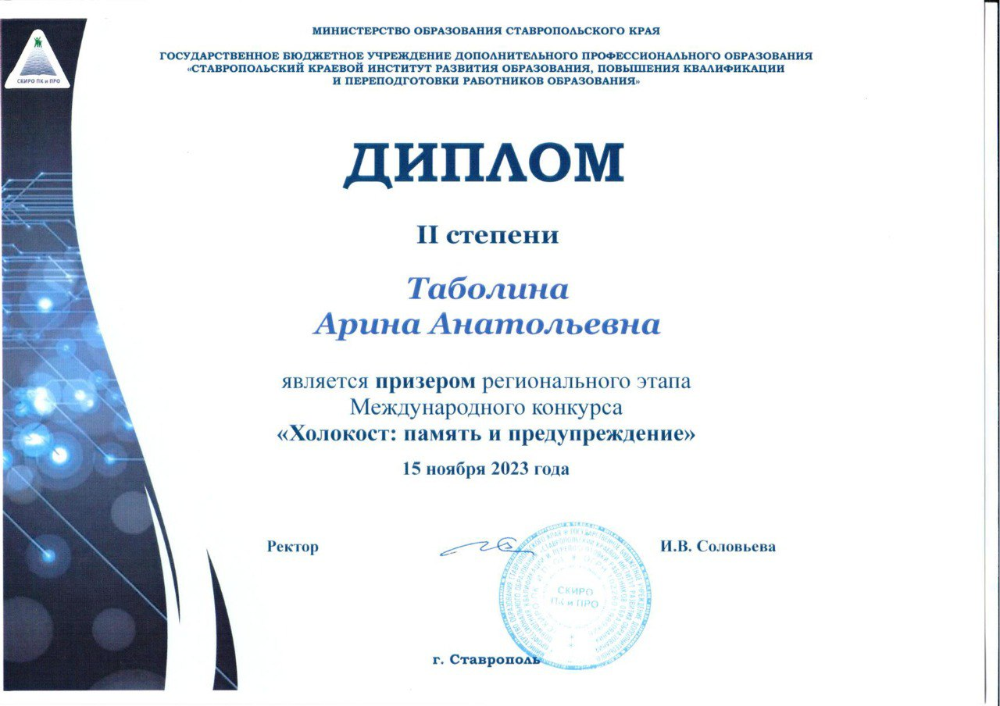 МИНИСТЕРСТВО ОБРАЗОВАНИЯ СТАВРОПОЛЬСКОГО КРАЯ
ГОСУДАРСТВЕННОЕ БЮДЖЕТНОЕ УЧРЕЖДЕНИЕ ДОПОЛНИТЕЛЬНОГО ПРОФЕССИОНАЛЬНОГО ОБРАЗОВАНИЯ
«СТАВРОПОЛЬСКИЙ КРАЕВОЙ ИНСТИТУТ РАЗВИТИЯ ОБРАЗОВАНИЯ, ПОВЫШЕНИЯ КВАЛИФИКАЦИИ
И ПЕРЕПОДГОТОВКИ РАБОТНИКОВ ОБРАЗОВАНИЯ»
СКИРО ПК и ПРО
ДИПЛОМ
II степени
Таболина
Арина Анатольевна
является призером регионального этапа
Международного конкурса
«Холокост: память и предупреждение»
15 ноября 2023 года
Ректор
И.В. Соловьева
СКИРО
ПК и ПРО
г. Ставрополь